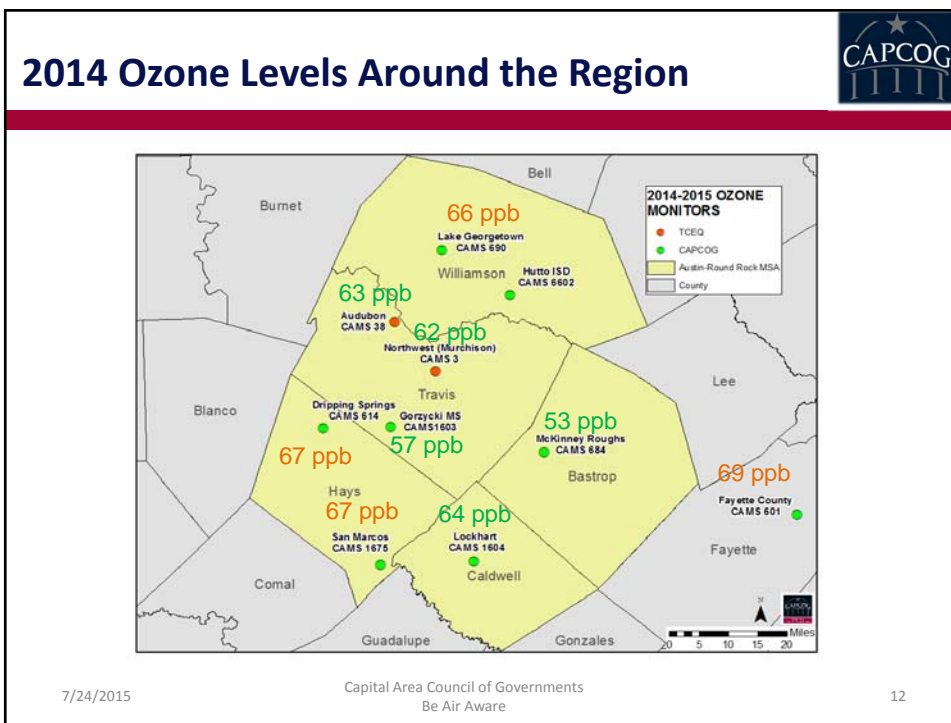 2014 Ozone Levels Around the Region
CAPCOG
Bell
Burnet
2014-2015 OZONE
MONITORS
TCEQ
CAPCOG
Austin-Round Rock MSA
County
66 ppb
Lake Georgetown
CAMS 690
Williamson
Hutto ISD
CAMS 6602
63 ppb
Audubon
CAMS 38
62 ppb
Northwest (Murchison)
CAMS 3
Travis
Lee
Blanco
Dripping Springs
CAMS 614
Gorzycki MS
CAMS1603
57 ppb
53 ppb
McKinney Roughs
CAMS 684
Bastrop
67 ppb
Hays
69 ppb
Fayette County
CAMS 601
Fayette
67 ppb
San Marcos
CAMS 1675
64 ppb
Lockhart
CAMS 1604
Caldwell
Comal
Guadalupe
Gonzales
N
CAPCOG
Miles
0 5 10 15 20
7/24/2015
Capital Area Council of Governments
Be Air Aware
12